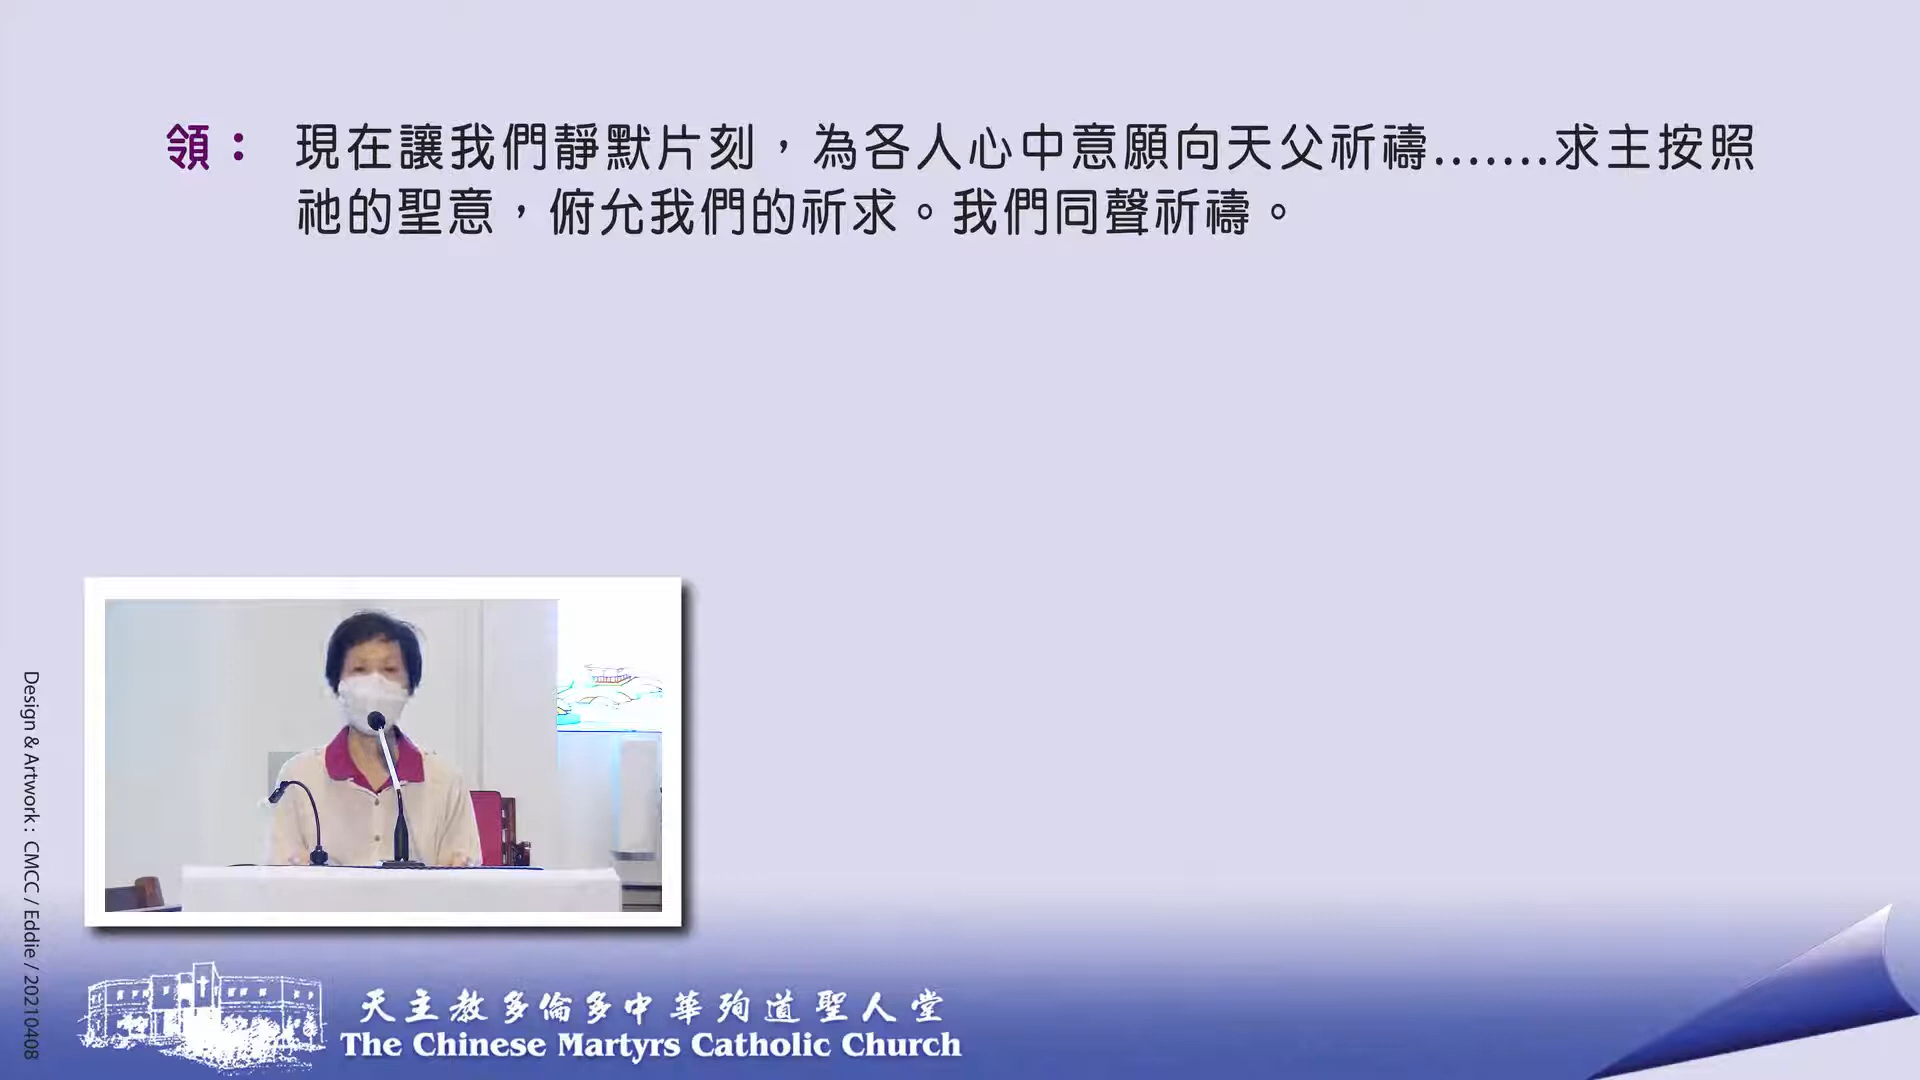 領： 現在讓我們靜默片刻，為各人心中意願向天父祈禱.......求主按照
祂的聖意，俯允我們的祈求。我們同聲祈禱。
Design & Artwork : CMCC / Eddie / 20210408
天主教多倫多中華殉道聖人堂
The Chinese Martyrs Catholic Church